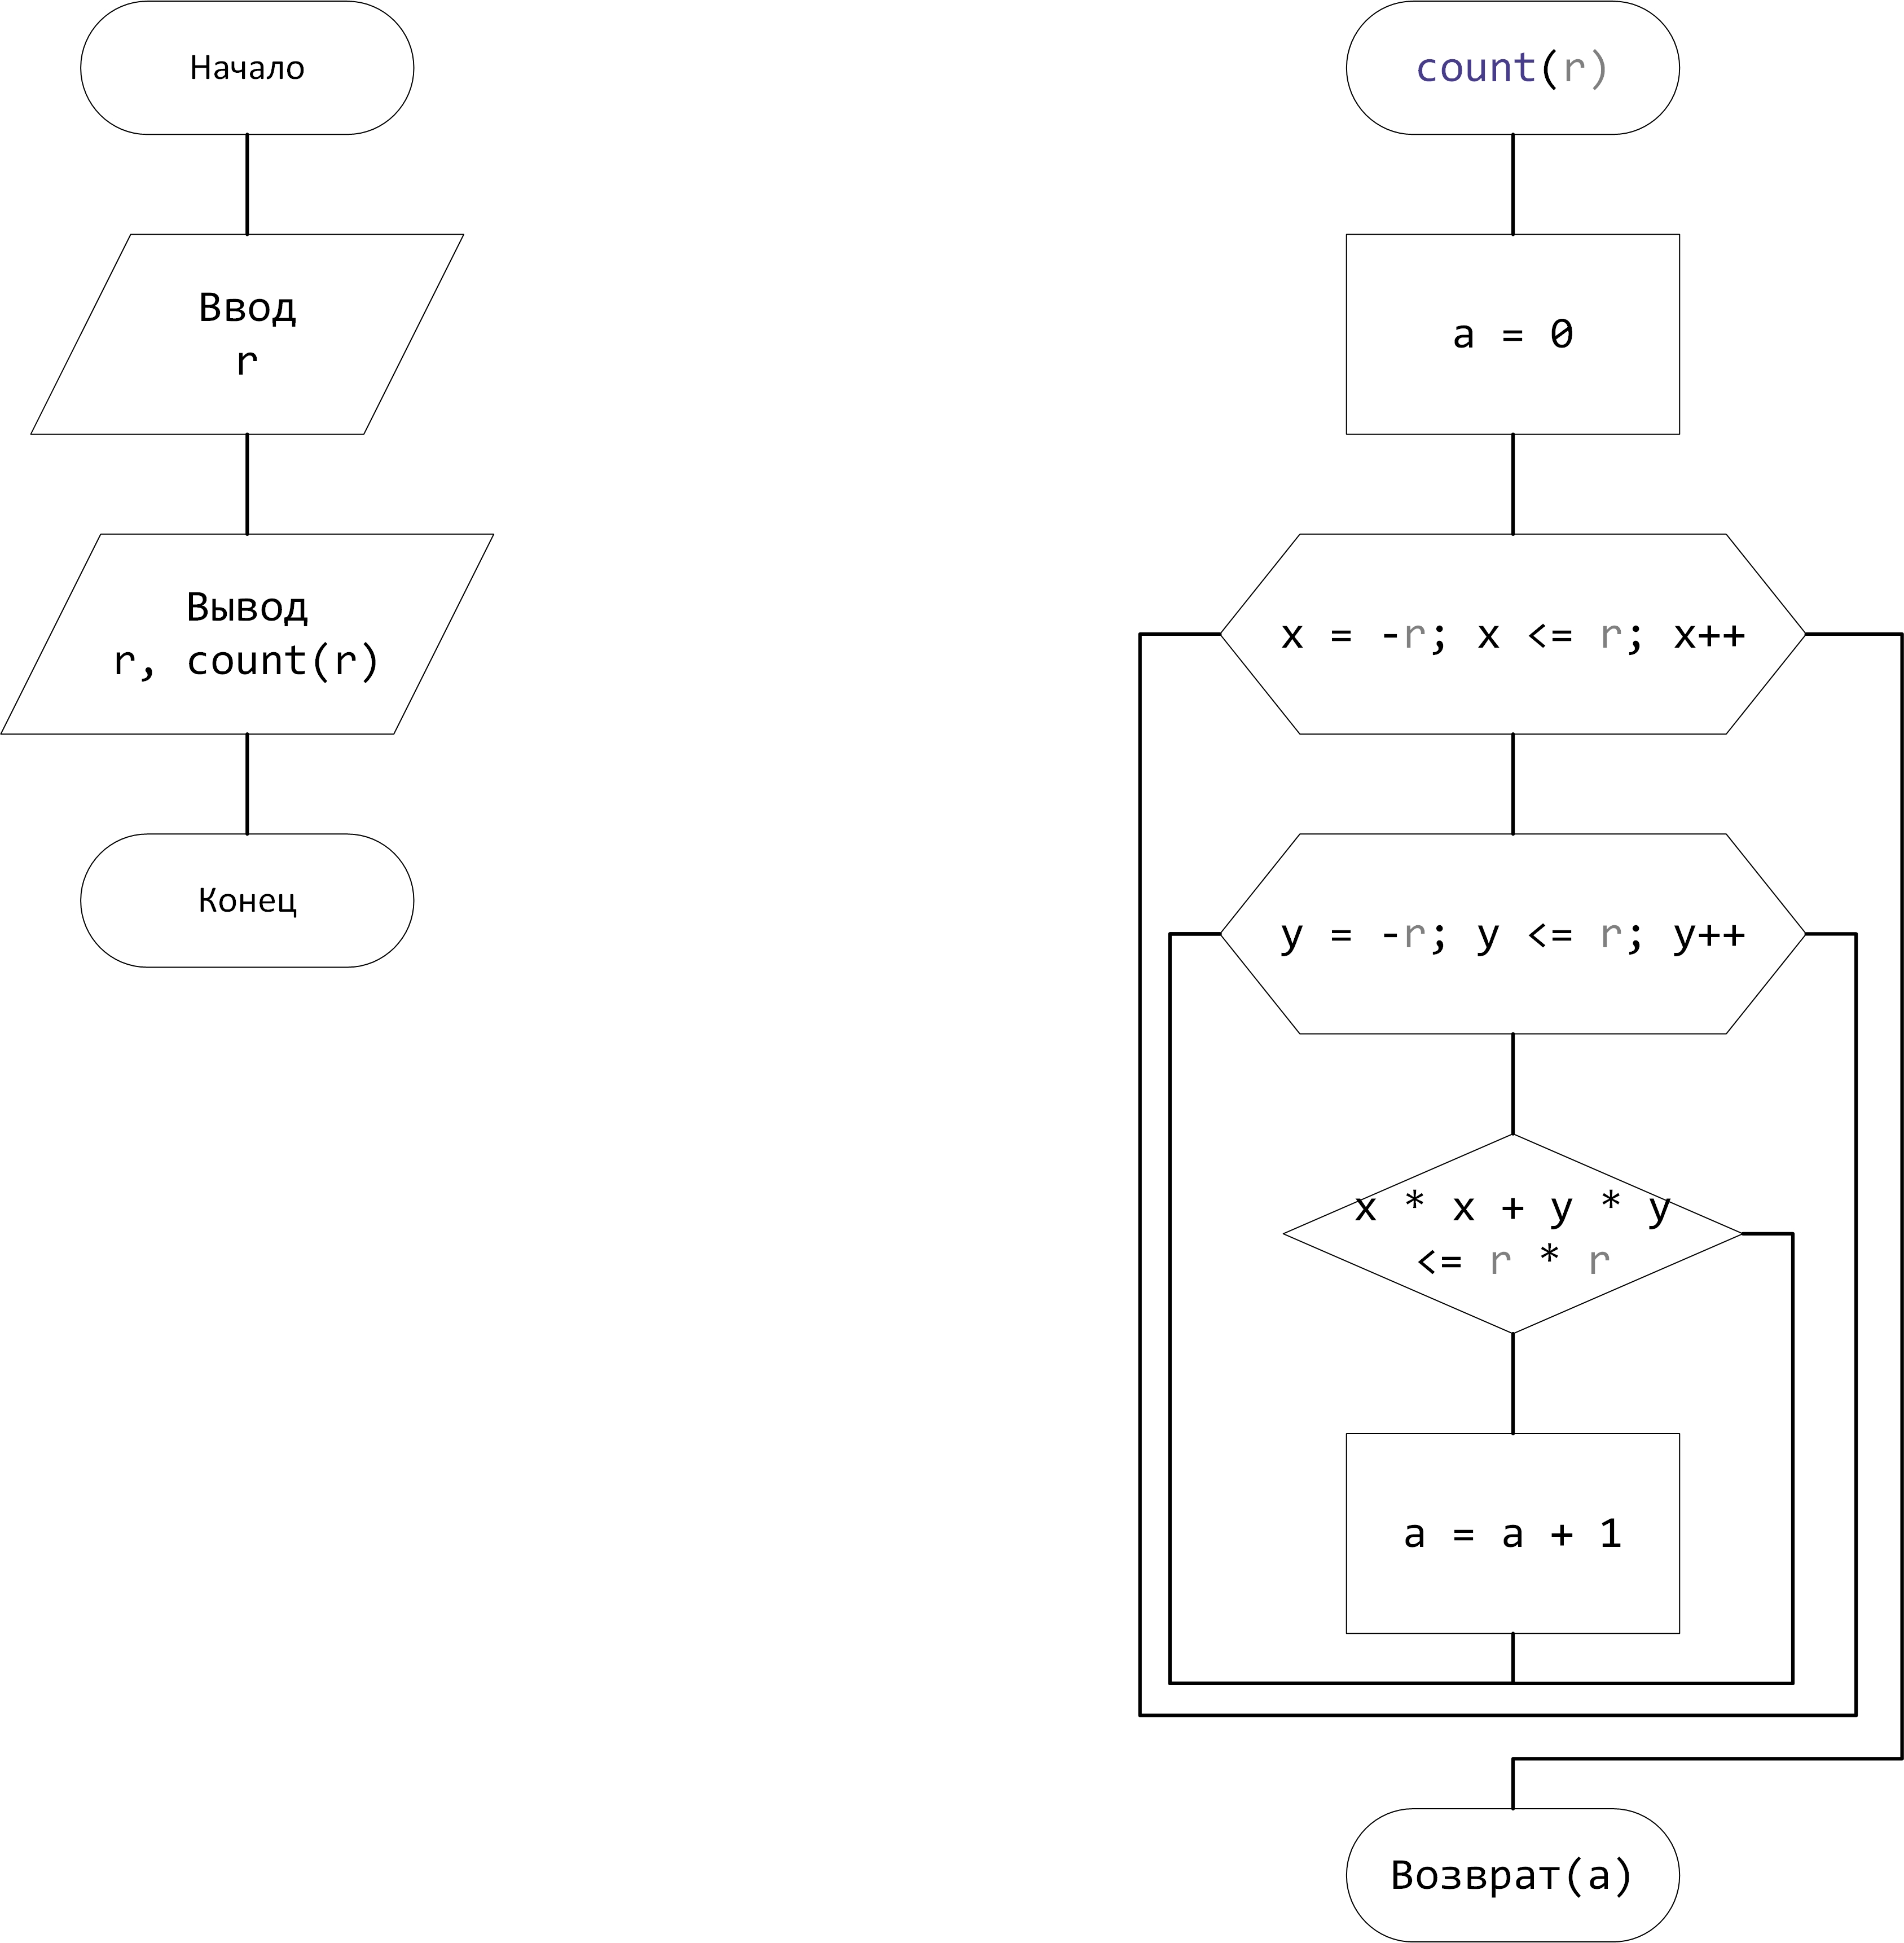 Начало
Ввод
r
Вывод
r, count(r)
Конец
count(r)
a = 0
x = -r; x <= r; x++
y = -r; y <= r; y++
x * x + y * y
<= r * r
a = a + 1
Возврат(a)